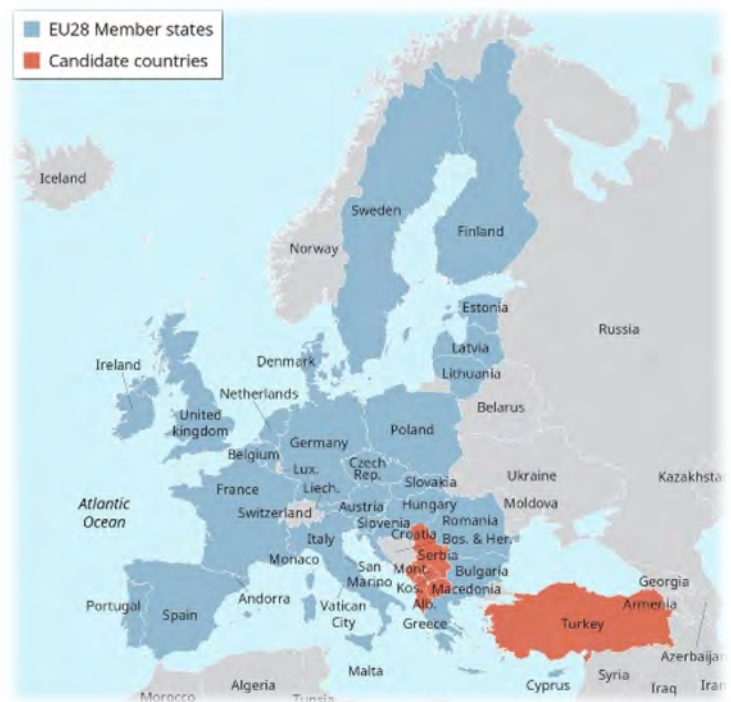 EU28 Member states
Candidate countries
Iceland
Sweden
Finland
Norway
Estonia
Russia
Latvia
Ireland
Denmark
Lithuania
Netherlands
Belarus
United
kingdom
Poland
Germany
Belgium
Czech
Rep.
Lux.
Ukraine
Kazakhstan
Slovakia
France
Liech.
Atlantic
Ocean
Switzerland
Austria
Hungary
Moldova
Slovenia
Romania
Croatia
Bos. & Her.
Italy
Serbia
Monaco
San
Marino
Mont.
Bulgaria
Georgia
Andorra
Kos.
Macedonia
Portugal
Spain
Vatican
City
Alb.
Armenia
Greece
Turkey
Azerbaijan
Malta
Syria
Algeria
Cyprus
Iraq
Iran
Morocco
Tunisia